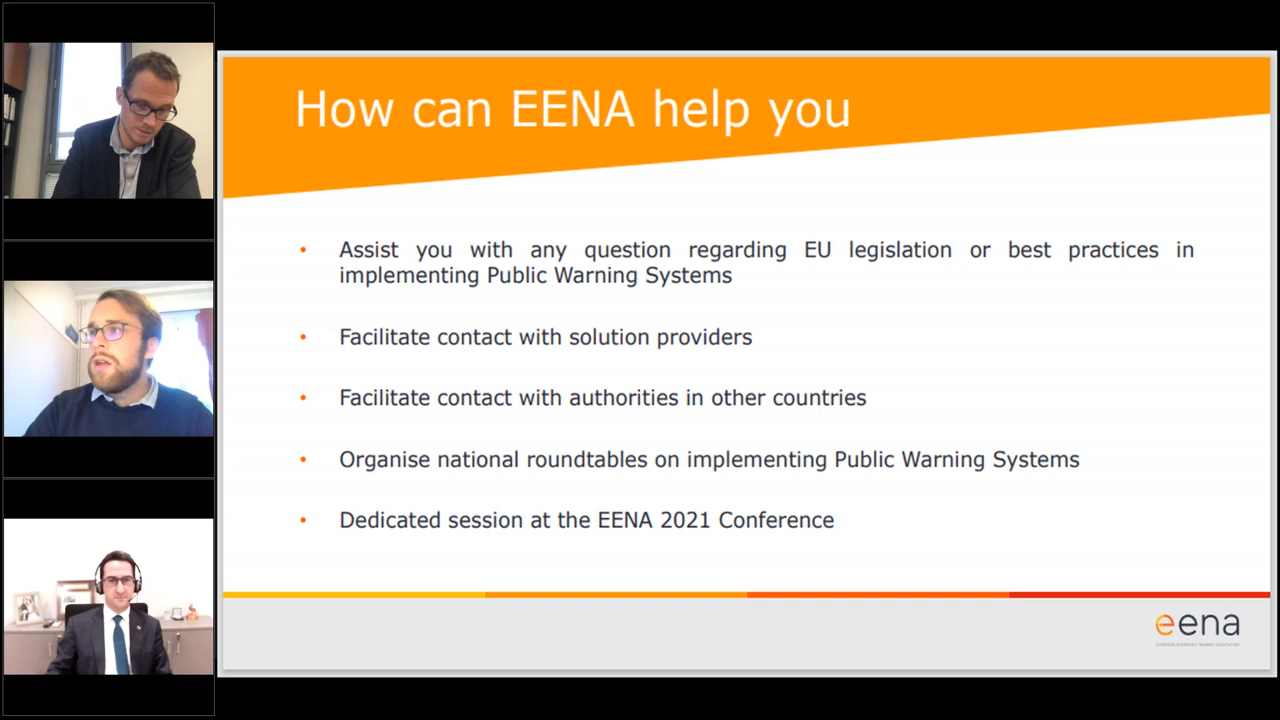 How can EENA help you
• Assist you with any question regarding EU legislation or best practices in
implementing Public Warning Systems
• Facilitate contact with solution providers
• Facilitate contact with authorities in other countries
• Organise national roundtables on implementing Public Warning Systems
• Dedicated session at the EENA 2021 Conference
eena